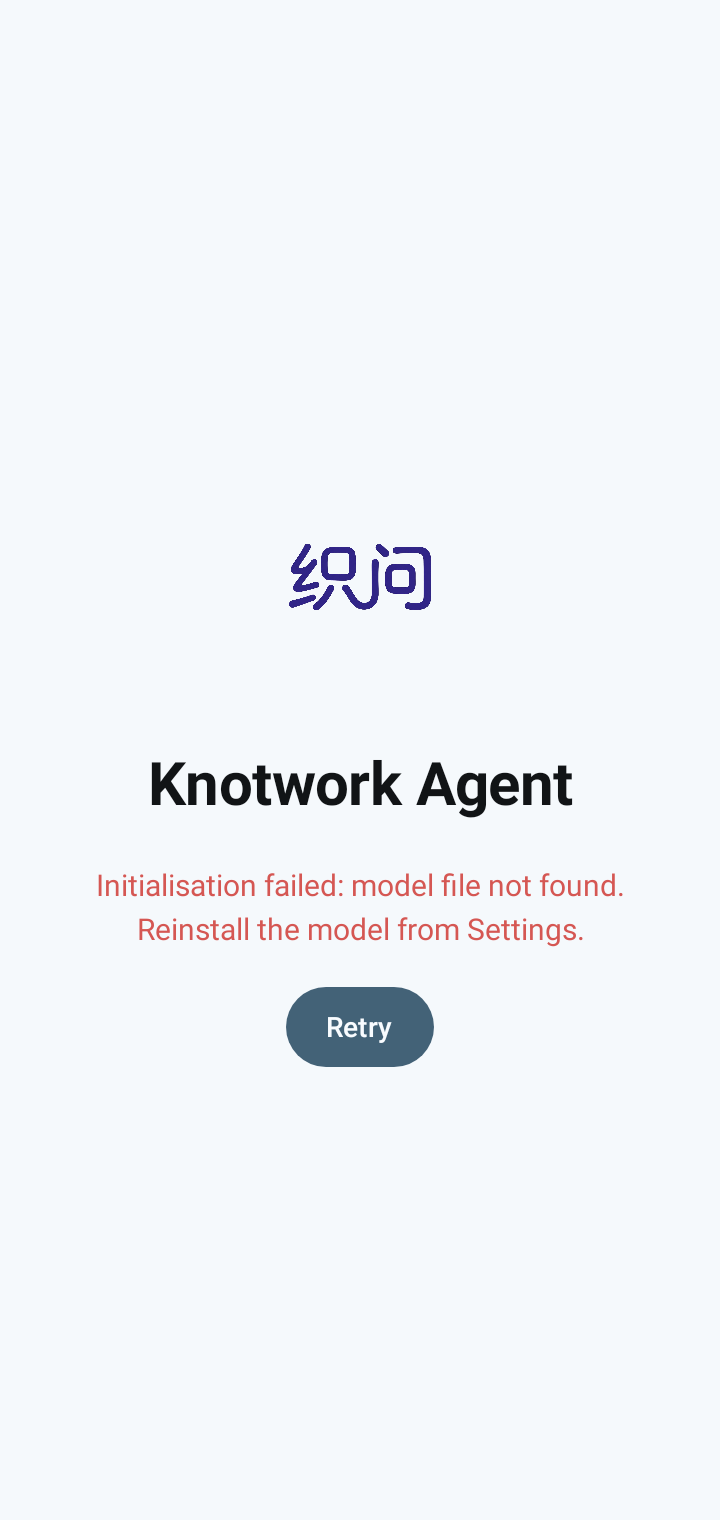 织问
Knotwork Agent
Initialisation failed: model file not found.
Reinstall the model from Settings.
Retry